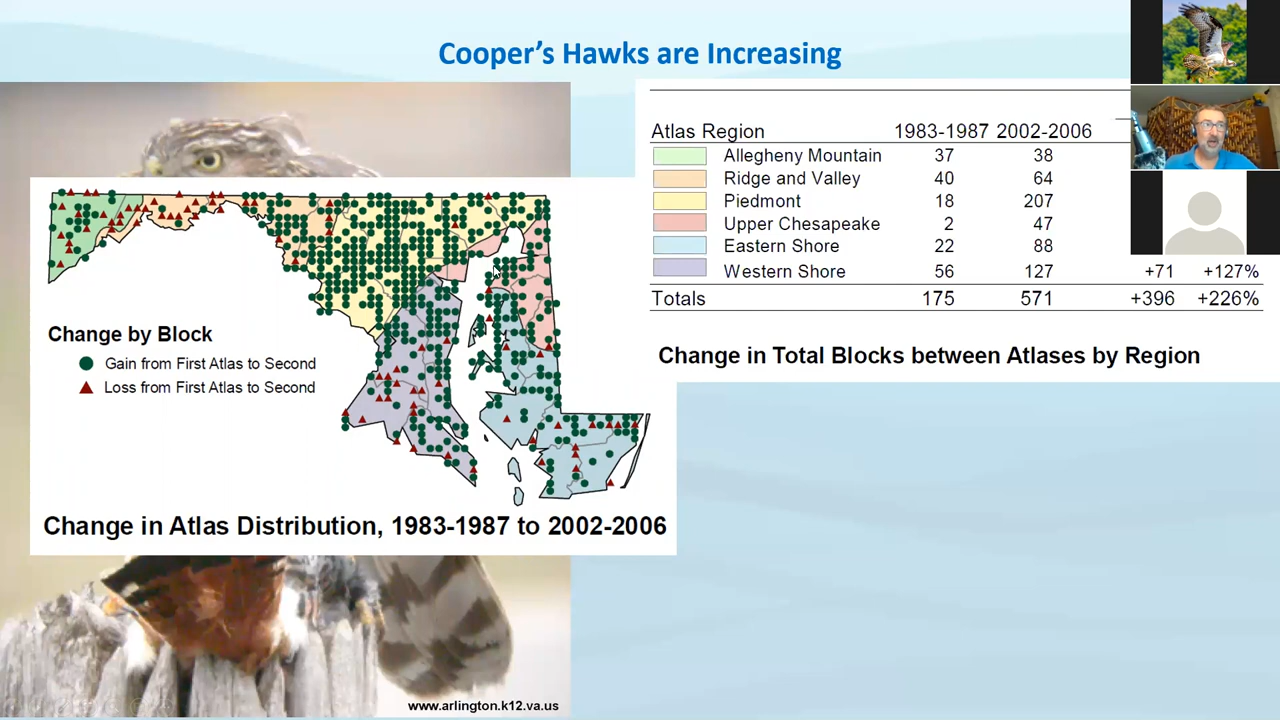 Cooper's Hawks are Increasing
Atlas Region 1983-1987 2002-2006
Allegheny Mountain 37 38
Ridge and Valley 40 64
Piedmont 18 207
Upper Chesapeake 2 47
Eastern Shore 22 88
Western Shore 56 127 +71 +127%
Totals 175 571 +396 +226%
Change in Total Blocks between Atlases by Region
Change by Block
Gain from First Atlas to Second
Loss from First Atlas to Second
Change in Atlas Distribution, 1983-1987 to 2002-2006
www.arlington.k12.va.us